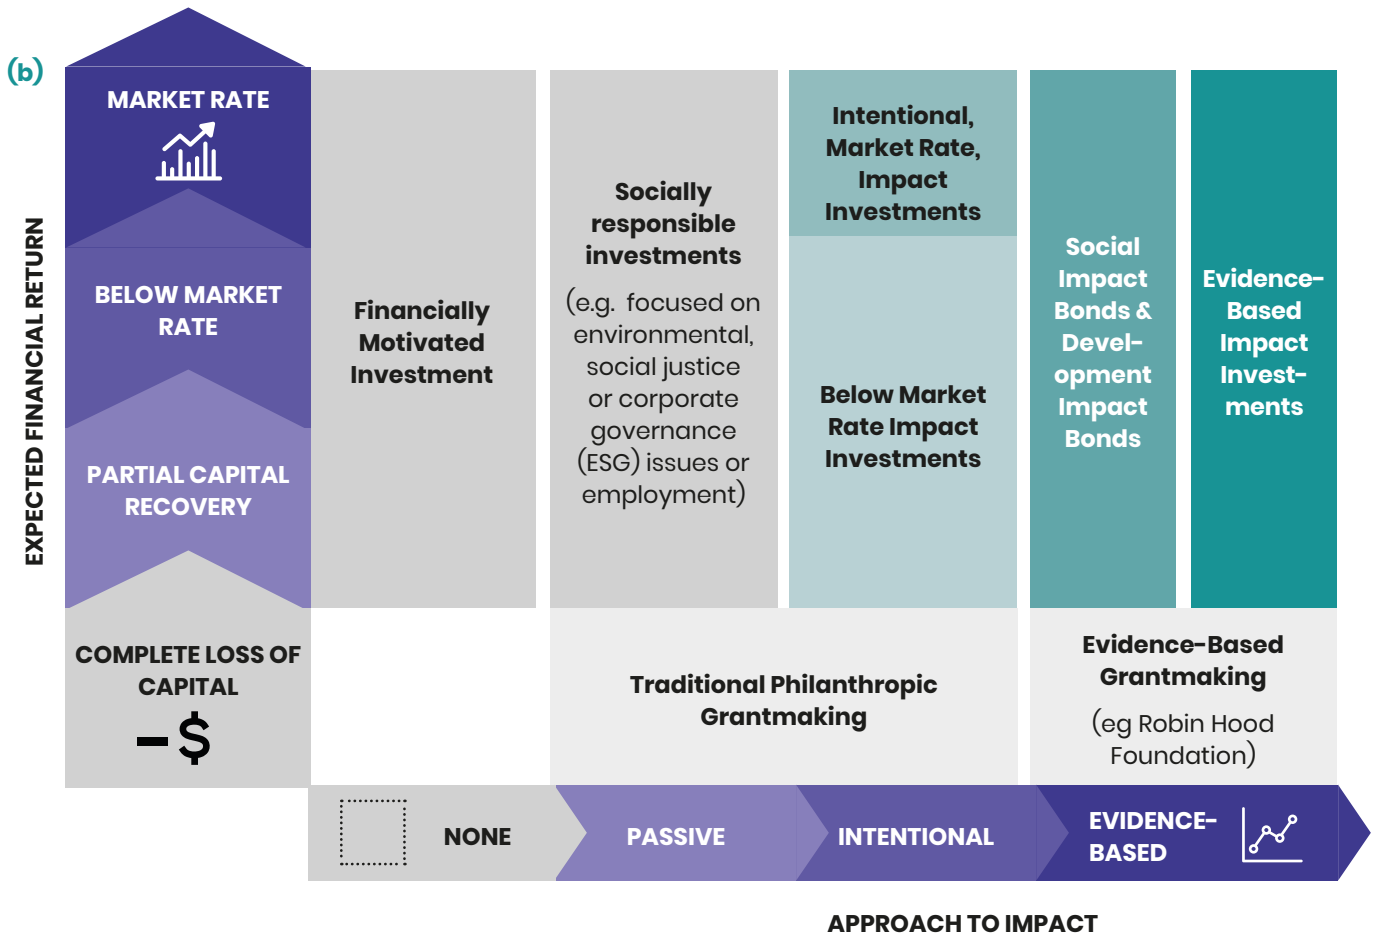 (b)
EXPECTED FINANCIAL RETURN
MARKET RATE
BELOW MARKET
RATE
PARTIAL CAPITAL
RECOVERY
COMPLETE LOSS OF
CAPITAL
–$
Financially
Motivated
Investment
Socially
responsible
investments
(e.g. focused on
environmental,
social justice
or corporate
governance
(ESG) issues or
employment)
Intentional,
Market Rate,
Impact
Investments
Below Market
Rate Impact
Investments
Social
Impact
Bonds &
Devel-
opment
Impact
Bonds
Evidence-
Based
Impact
Invest-
ments
Traditional Philanthropic
Grantmaking
Evidence-Based
Grantmaking
(eg Robin Hood
Foundation)
NONE
PASSIVE
INTENTIONAL
EVIDENCE-
BASED
APPROACH TO IMPACT